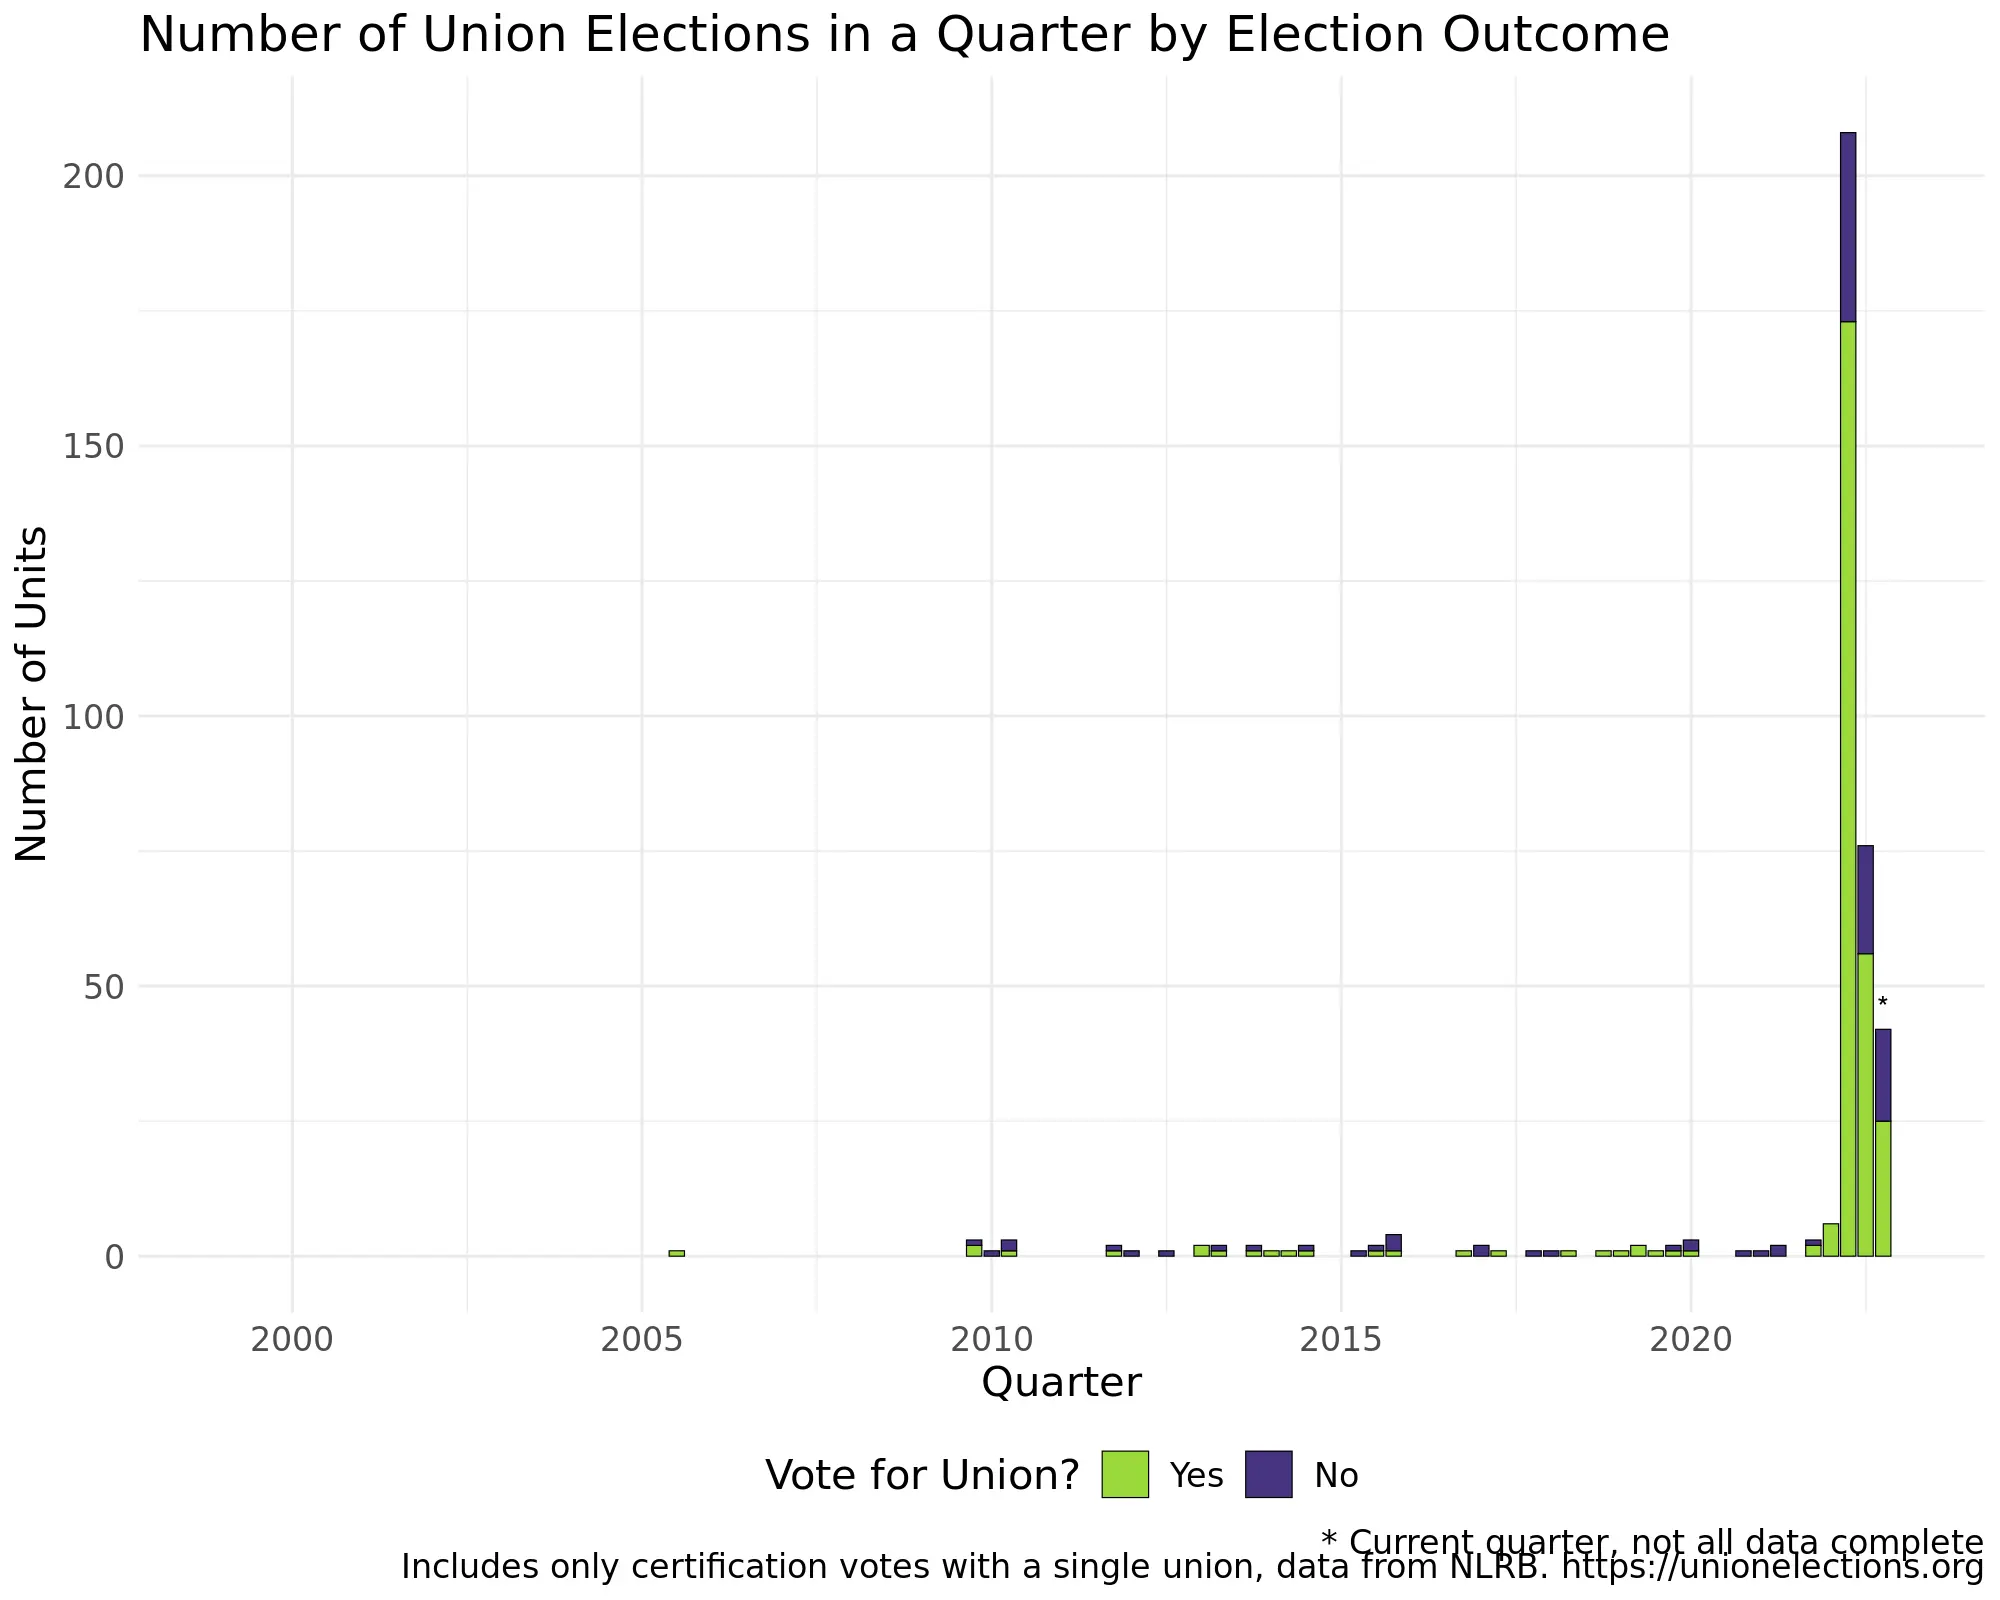 Number of Union Elections in a Quarter by Election Outcome
200
150
100
50
0
Number of Units
*
2000 2005 2010 2015 2020
Quarter
Vote for Union? Yes No
* Current quarter, not all data complete
Includes only certification votes with a single union, data from NLRB. https://unionelections.org